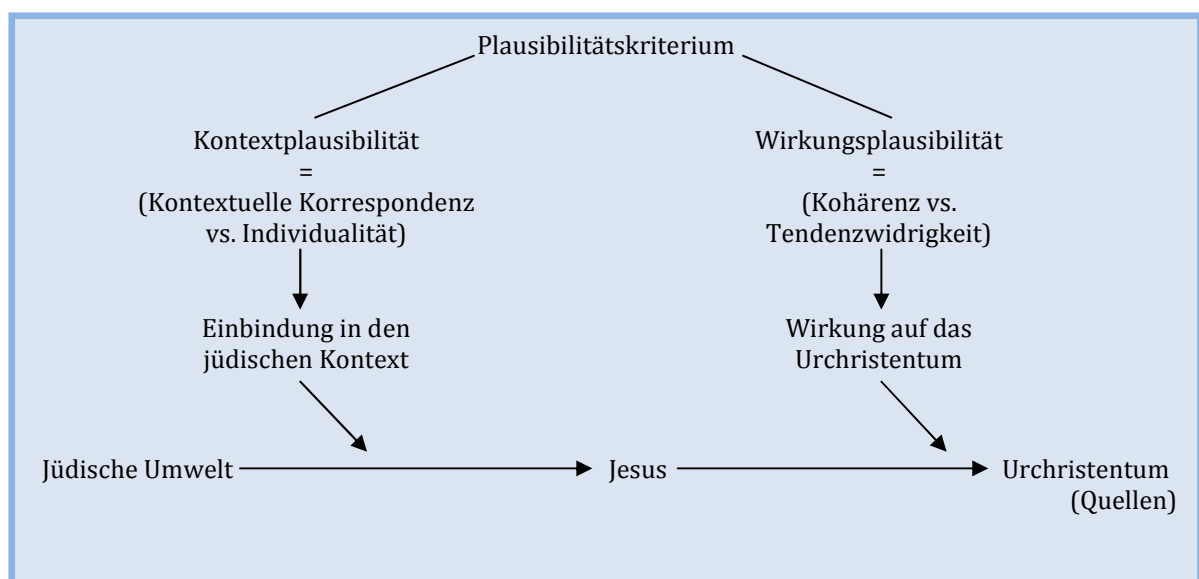 Plausibilitätskriterium
Kontextplausibilität
=
(Kontextuelle Korrespondenz
vs. Individualität)
Einbindung in den
jüdischen Kontext
Wirkungsplausibilität
=
(Kohärenz vs.
Tendenzwidrigkeit)
Wirkung auf das
Urchristentum
Jüdische Umwelt
Jesus
Urchristentum
(Quellen)